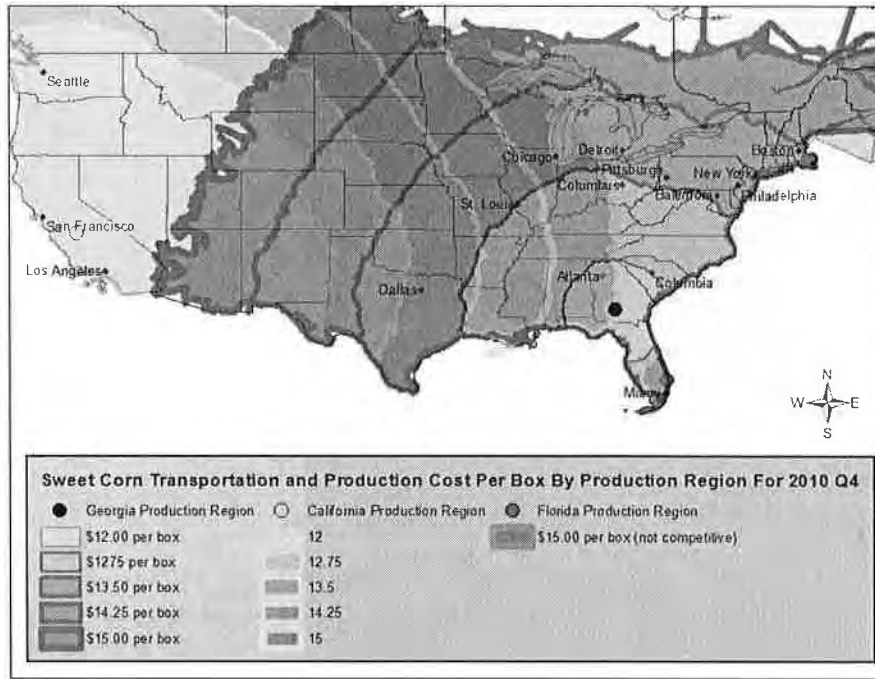 Seattle
Boston
Detroit
Chicago
Pittsburg
New York
Columbus
Baltimore
Philadelphia
St. Louis
San Francisco
Los Angeles
Atlanta
Columbia
Dallas
Miami
N
W E
S
Sweet Corn Transportation and Production Cost Per Box By Production Region For 2010 Q4
Georgia Production Region California Production Region Florida Production Region
$12.00 per box 12 $15.00 per box (not competitive)
$1275 per box 12.75
$13.50 per box 13.5
$14.25 per box 14.25
$15.00 per box 15